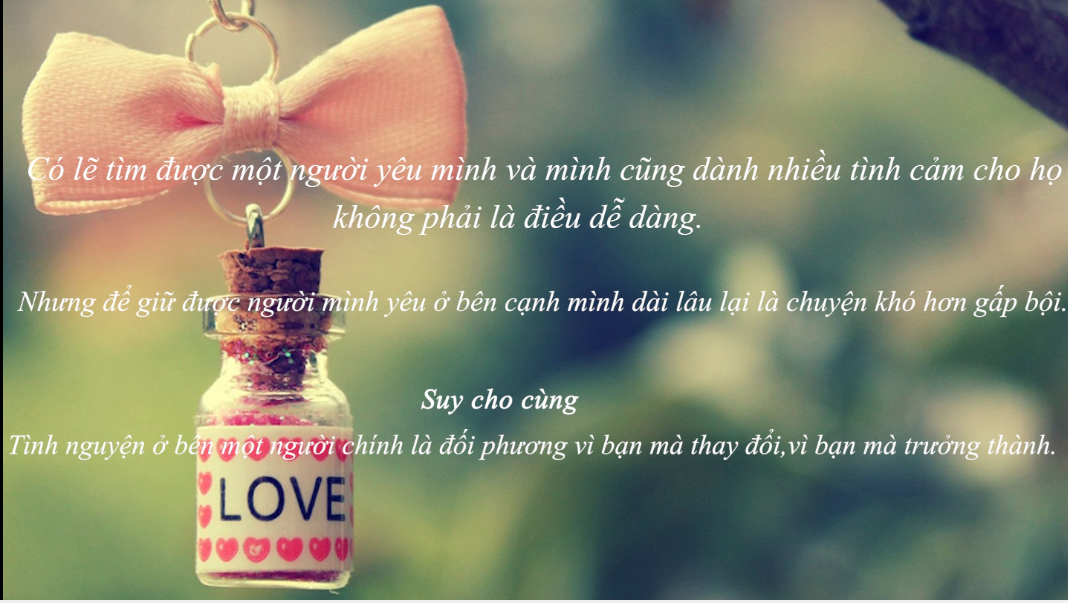 Có lẽ tìm được một người yêu mình và mình cũng dành nhiều tình cảm cho họ
không phải là điều dễ dàng.
Nhưng để giữ được người mình yêu ở bên cạnh mình dài lâu lại là chuyện khó hơn gấp bội.
Suy cho cùng
Tình nguyện ở bên một người chính là đối phương vì bạn mà thay đổi,vì bạn mà trưởng thành.
LOVE